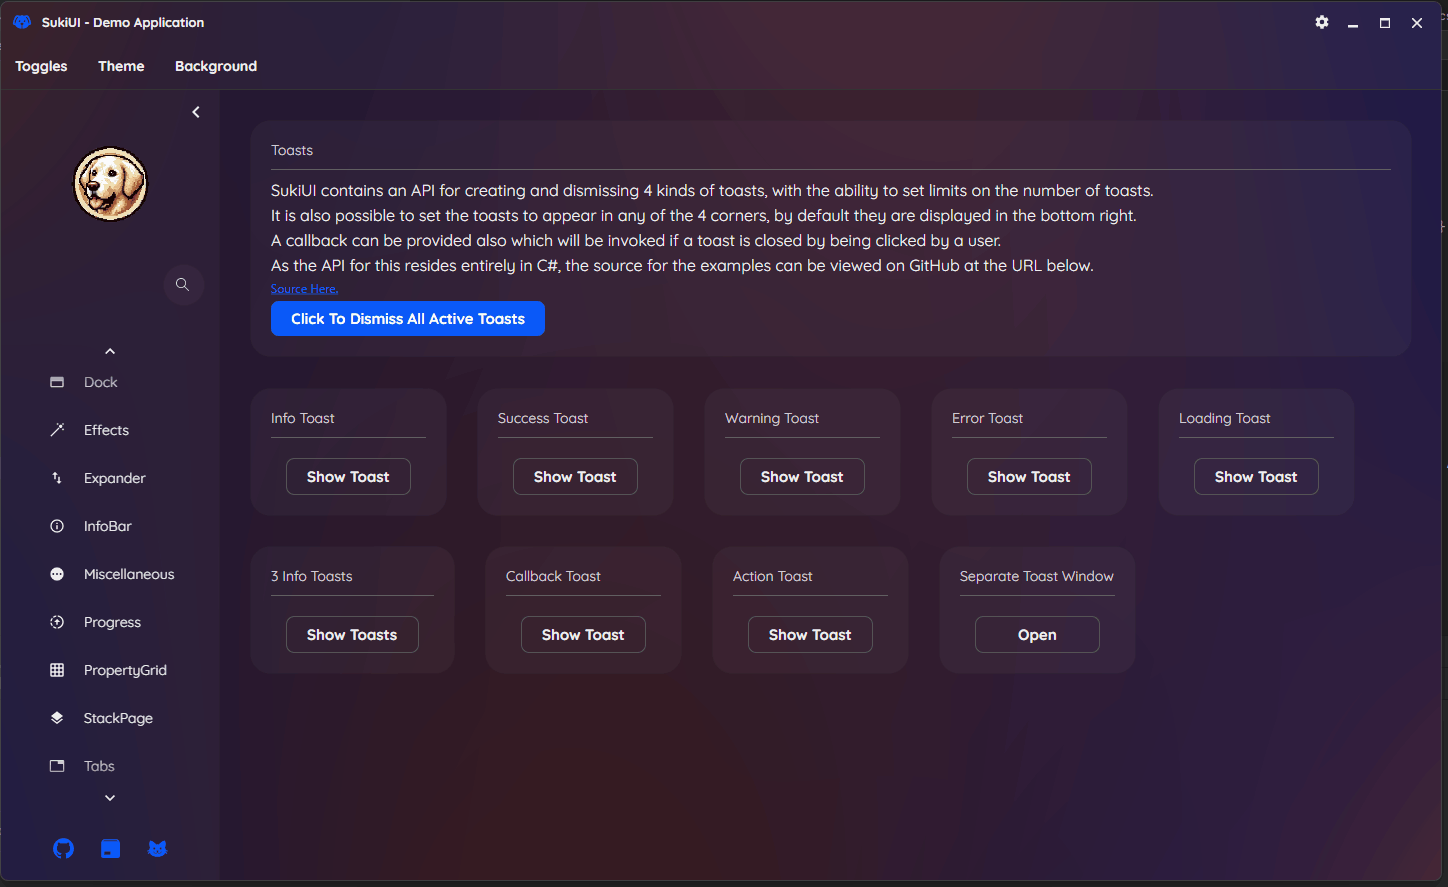 SukiUI - Demo Application
Toggles Theme Background
Toasts
SukiUI contains an API for creating and dismissing 4 kinds of toasts, with the ability to set limits on the number of toasts.
It is also possible to set the toasts to appear in any of the 4 corners, by default they are displayed in the bottom right.
A callback can be provided also which will be invoked if a toast is closed by being clicked by a user.
As the API for this resides entirely in C#, the source for the examples can be viewed on GitHub at the URL below.
Source Here.
Click To Dismiss All Active Toasts
Dock
Effects
Expander
InfoBar
Miscellaneous
Progress
PropertyGrid
StackPage
Tabs
Info Toast
Show Toast
Success Toast
Show Toast
Warning Toast
Show Toast
Error Toast
Show Toast
Loading Toast
Show Toast
3 Info Toasts
Show Toasts
Callback Toast
Show Toast
Action Toast
Show Toast
Separate Toast Window
Open